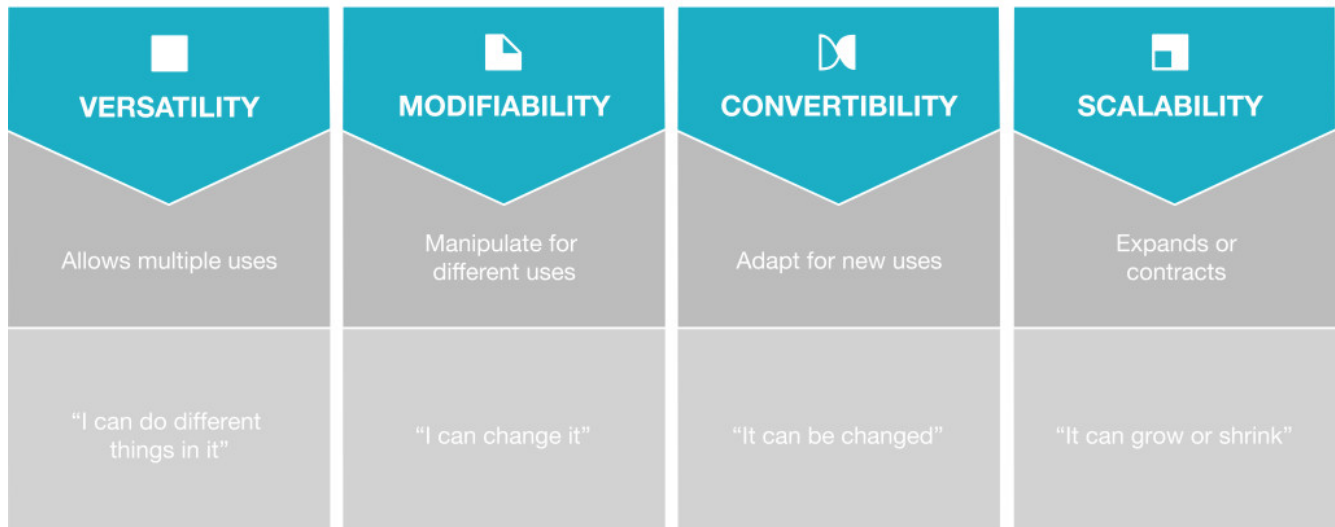 VERSATILITY
Allows multiple uses
“I can do different
things in it”
MODIFIABILITY
Manipulate for
different uses
“I can change it”
CONVERTIBILITY
Adapt for new uses
“It can be changed”
SCALABILITY
Expands or
contracts
“It can grow or shrink”